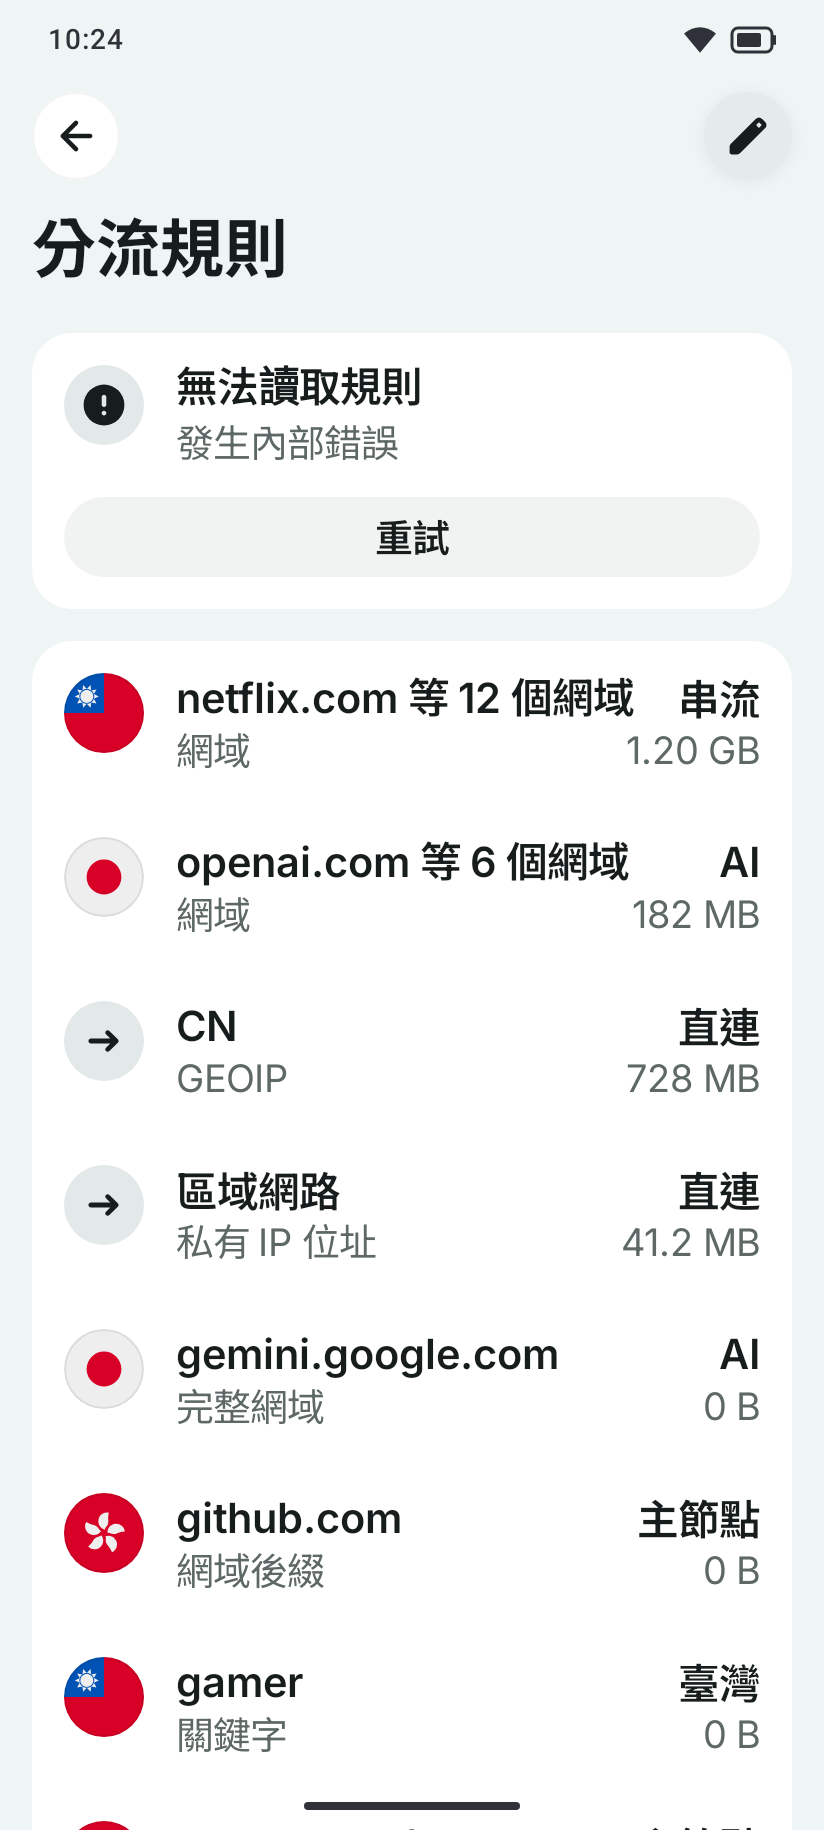 10:24
分流規則
無法讀取規則
發生內部錯誤
重試
netflix.com 等 12 個網域 串流
網域 1.20 GB
openai.com 等 6 個網域 AI
網域 182 MB
CN 直連
GEOIP 728 MB
區域網路 直連
私有 IP 位址 41.2 MB
gemini.google.com AI
完整網域 0 B
github.com 主節點
網域後綴 0 B
gamer 臺灣
關鍵字 0 B